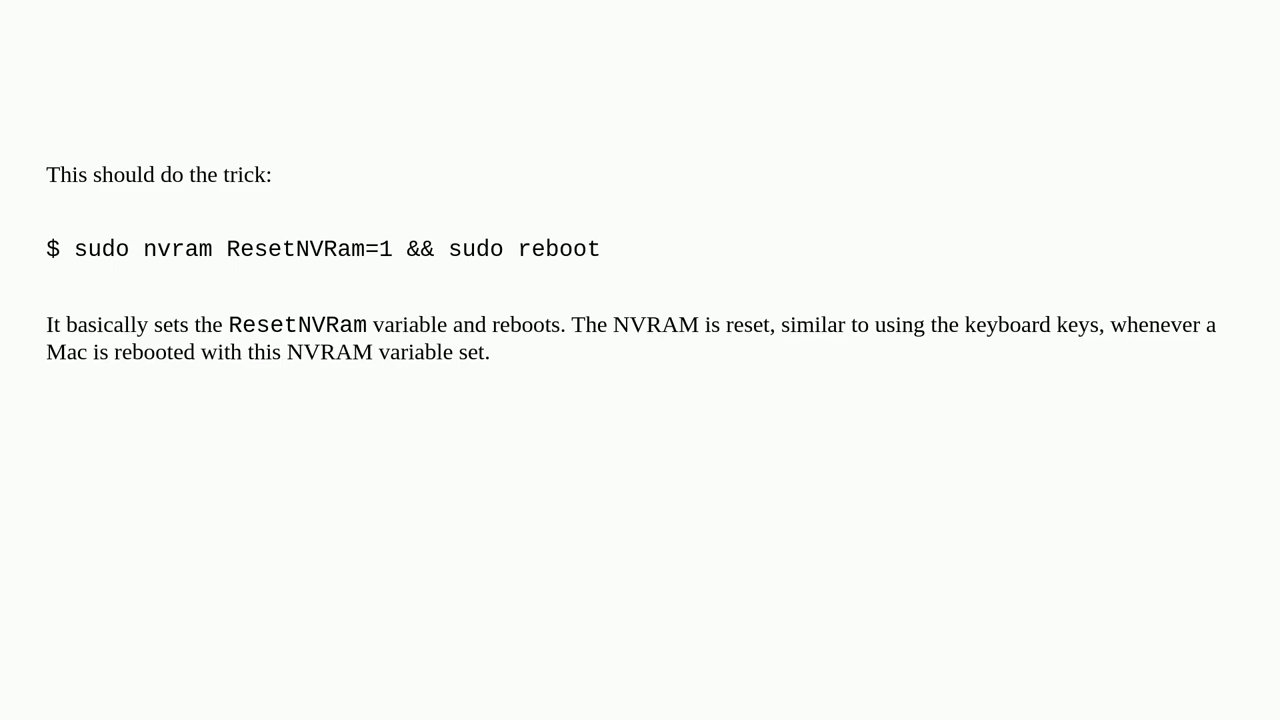 This should do the trick:
$ sudo nvram ResetNVRam=1 && sudo reboot
It basically sets the ResetNVRam variable and reboots. The NVRAM is reset, similar to using the keyboard keys, whenever a
Mac is rebooted with this NVRAM variable set.